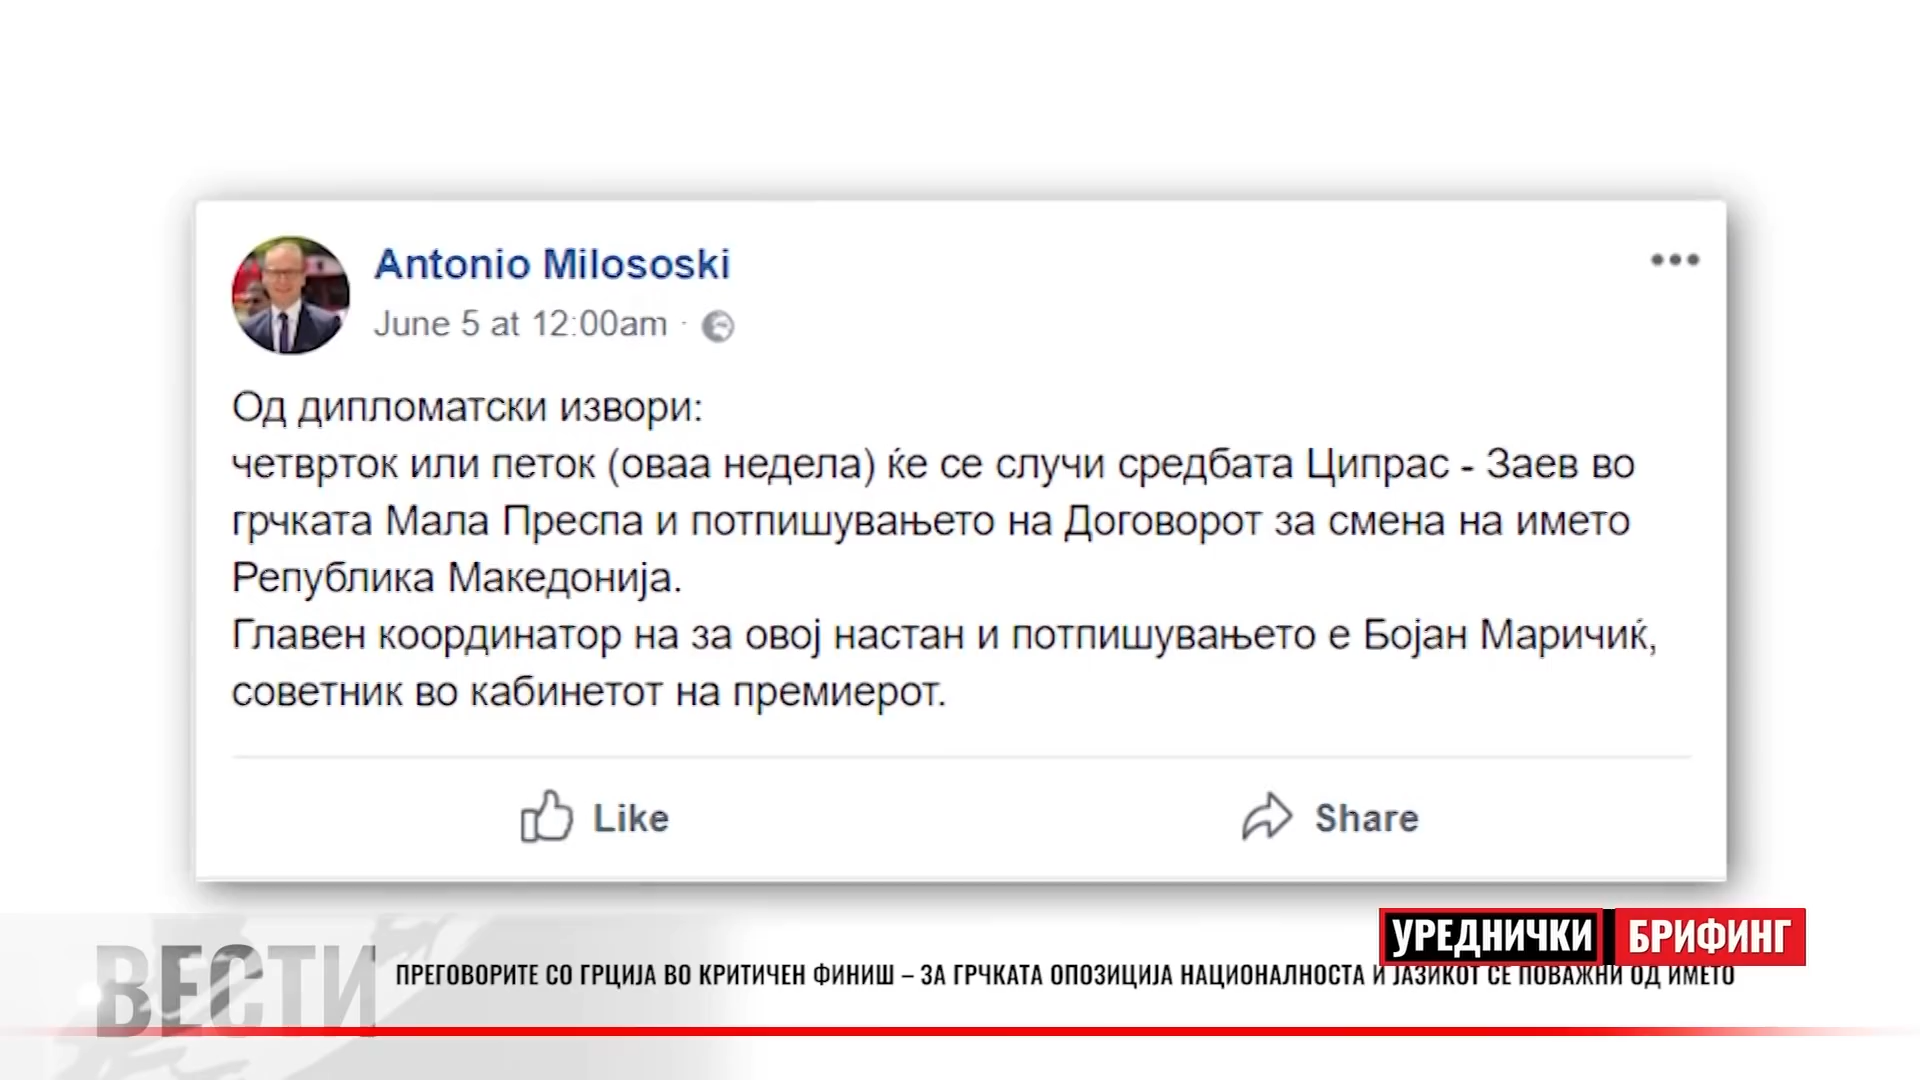 Antonio Milososki
June 5 at 12:00am ·
Од дипломатски извори:
четврток или петок (оваа недела) ќе се случи средбата Ципрас - Заев во
грчката Мала Преспа и потпишувањето на Договорот за смена на името
Република Македонија.
Главен координатор на за овој настан и потпишувањето е Бојан Маричиќ,
советник во кабинетот на премиерот.
Like
Share
УРЕДНИЧКИ БРИФИНГ
ВЕСТИ
ПРЕГОВОРИТЕ СО ГРЦИЈА ВО КРИТИЧЕН ФИНИШ – ЗА ГРЧКАТА ОПОЗИЦИЈА НАЦИОНАЛНОСТА И ЈАЗИКОТ СЕ ПОВАЖНИ ОД ИМЕТО